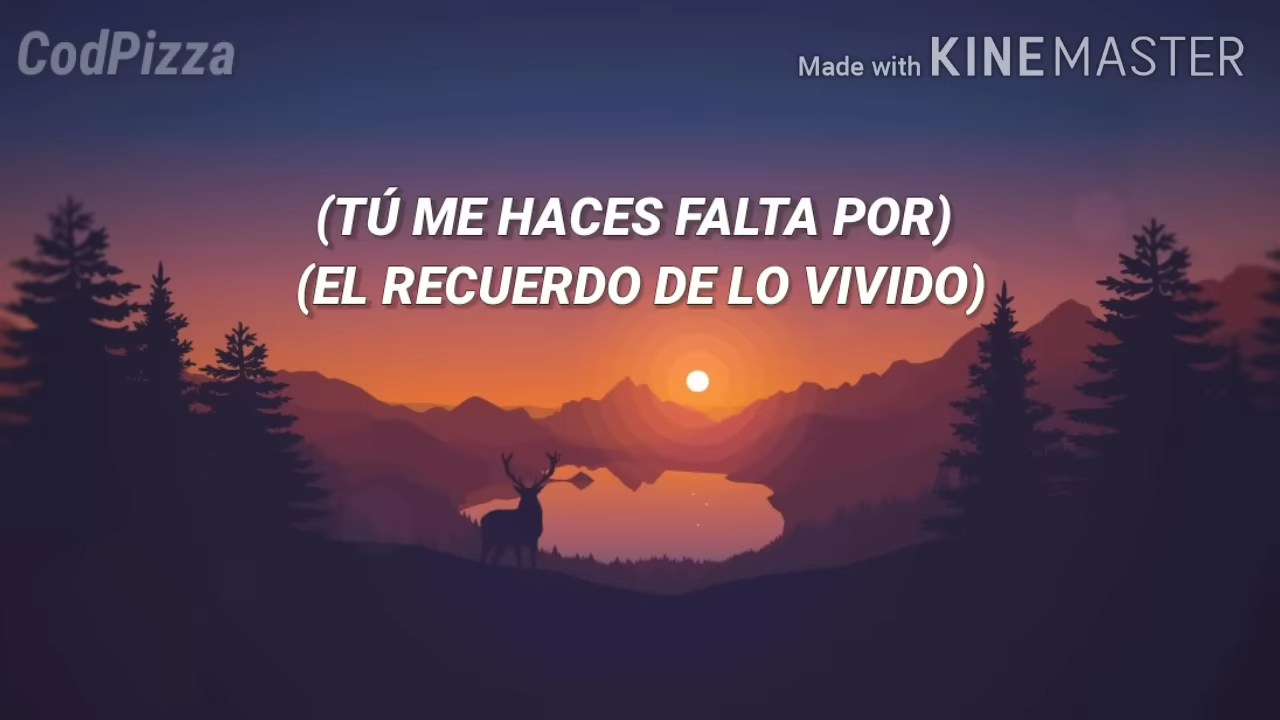 CodPizza
Made with KINEMASTER
(TÚ ME HACES FALTA POR)
(EL RECUERDO DE LO VIVIDO)